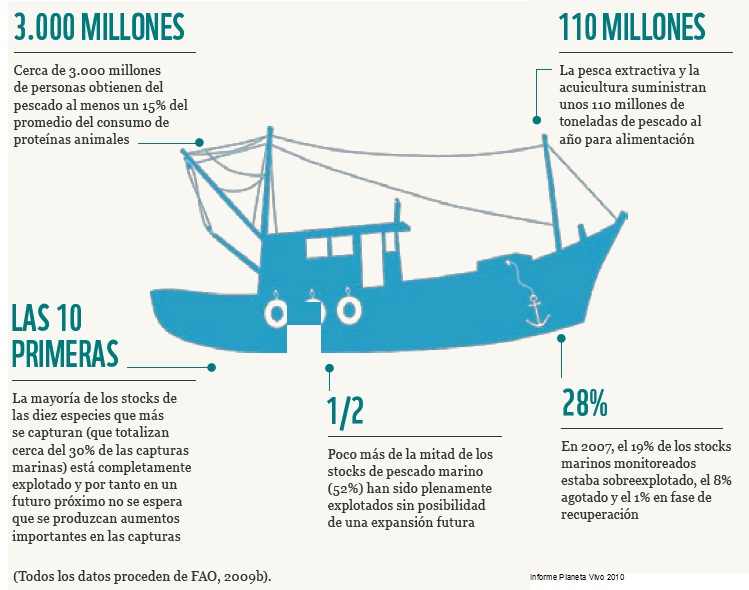 3.000 MILLONES
Cerca de 3.000 millones
de personas obtienen del
pescado al menos un 15% del
promedio del consumo de
proteínas animales
110 MILLONES
La pesca extractiva y la
acuicultura suministran
unos 110 millones de
toneladas de pescado al
año para alimentación
LAS 10
PRIMERAS
La mayoría de los stocks de
las diez especies que más
se capturan (que totalizan
cerca del 30% de las capturas
marinas) está completamente
explotado y por tanto en un
futuro próximo no se espera
que se produzcan aumentos
importantes en las capturas
1/2
Poco más de la mitad de los
stocks de pescado marino
(52%) han sido plenamente
explotados sin posibilidad
de una expansión futura
28%
En 2007, el 19% de los stocks
marinos monitoreados
estaba sobreexplotado, el 8%
agotado y el 1% en fase de
recuperación
(Todos los datos proceden de FAO, 2009b).
Informe Planeta Vivo 2010